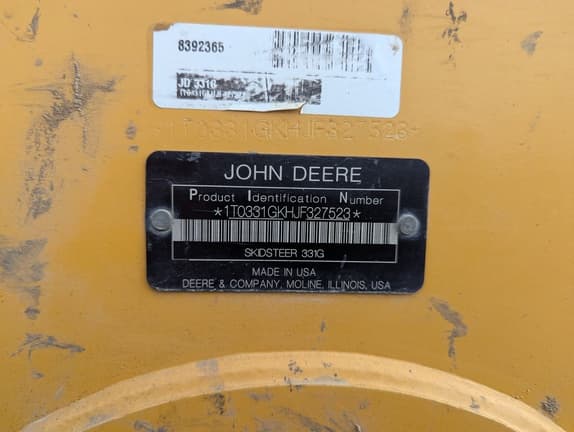 8392365
JD 331G
*1T0331GKHJF327523*
JOHN DEERE
Product Identification Number
*1T0331GKHJF327523*
SKIDSTEER 331G
MADE IN USA
DEERE & COMPANY, MOLINE, ILLINOIS, USA